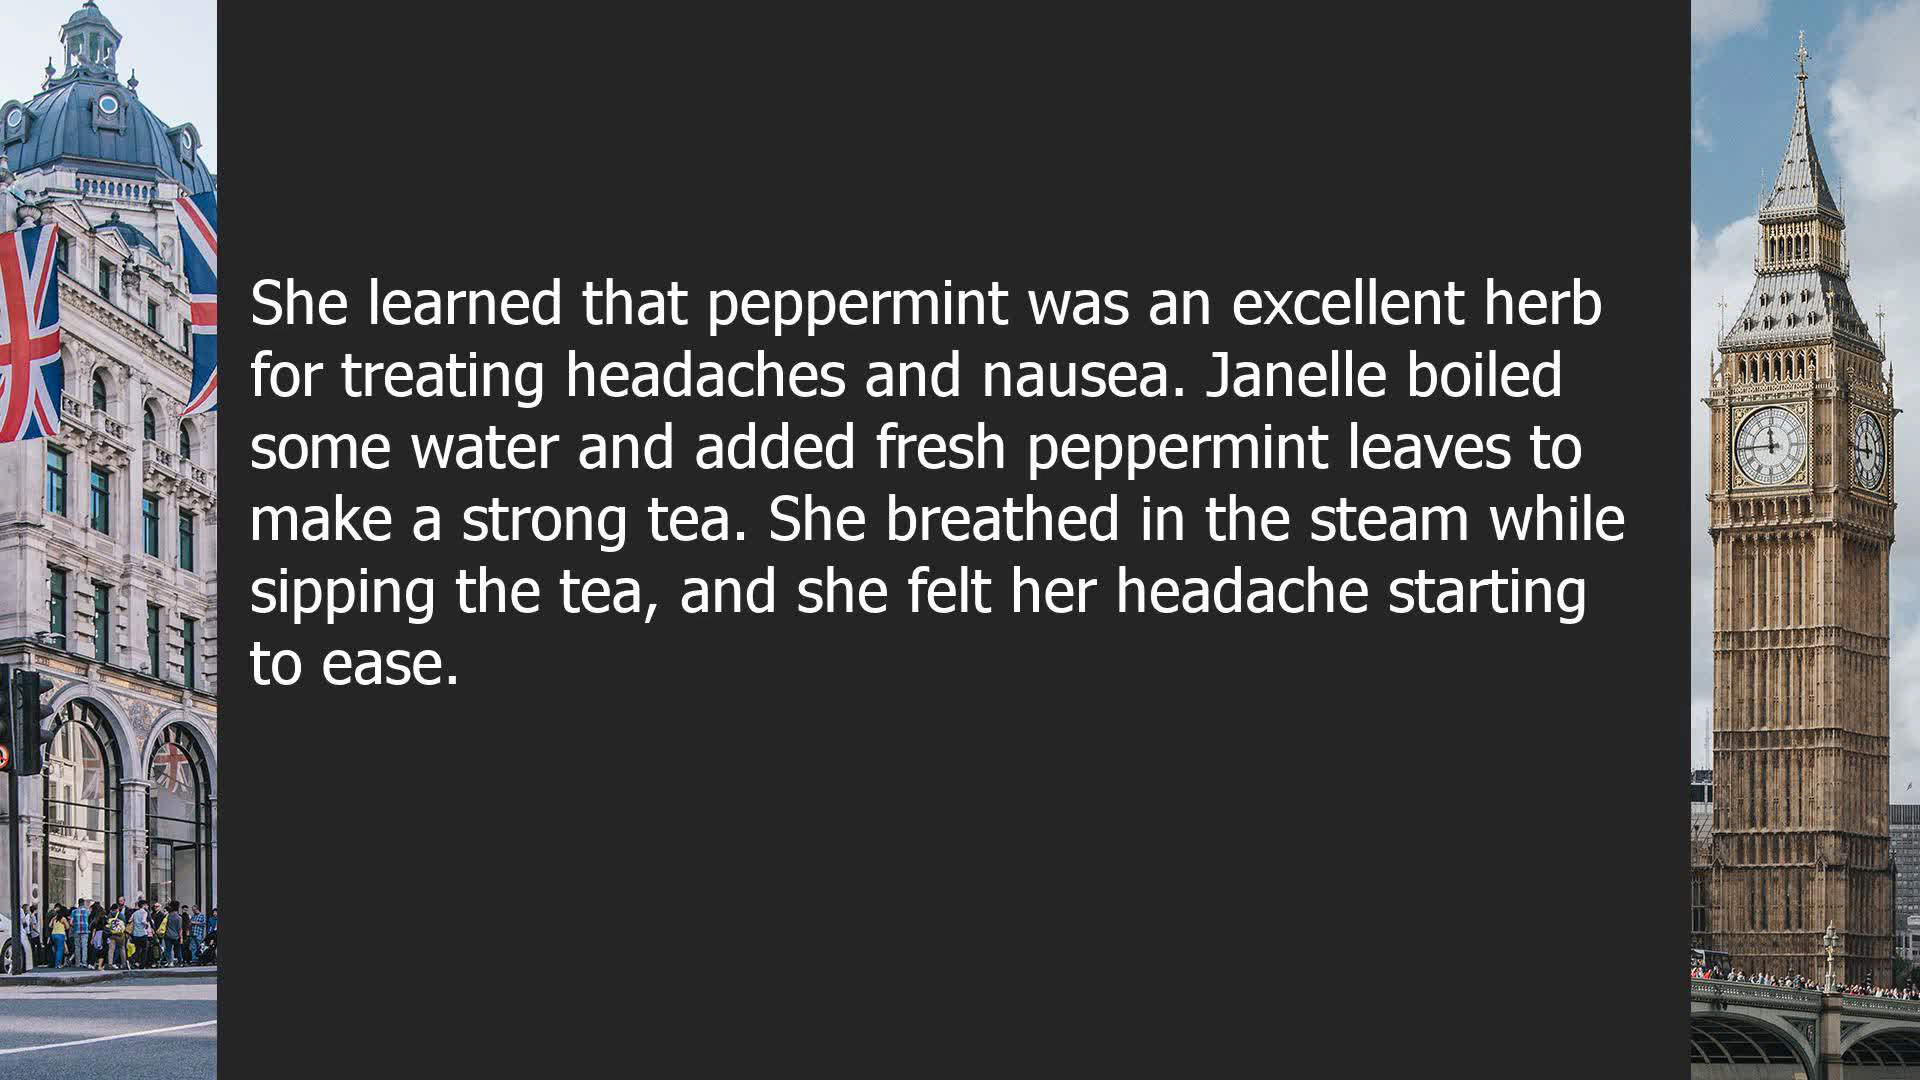 She learned that peppermint was an excellent herb
for treating headaches and nausea. Janelle boiled
some water and added fresh peppermint leaves to
make a strong tea. She breathed in the steam while
sipping the tea, and she felt her headache starting
to ease.